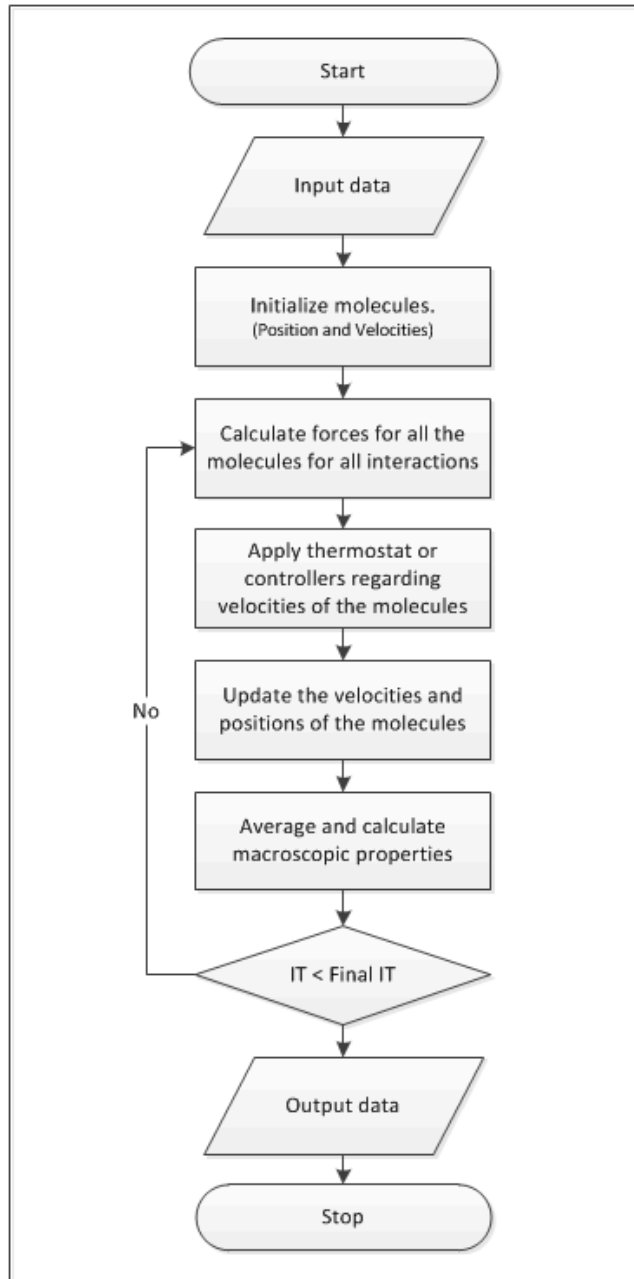 Start
Input data
Initialize molecules.
(Position and Velocities)
Calculate forces for all the
molecules for all interactions
Apply thermostat or
controllers regarding
velocities of the molecules
Update the velocities and
positions of the molecules
No
Average and calculate
macroscopic properties
IT < Final IT
Output data
Stop